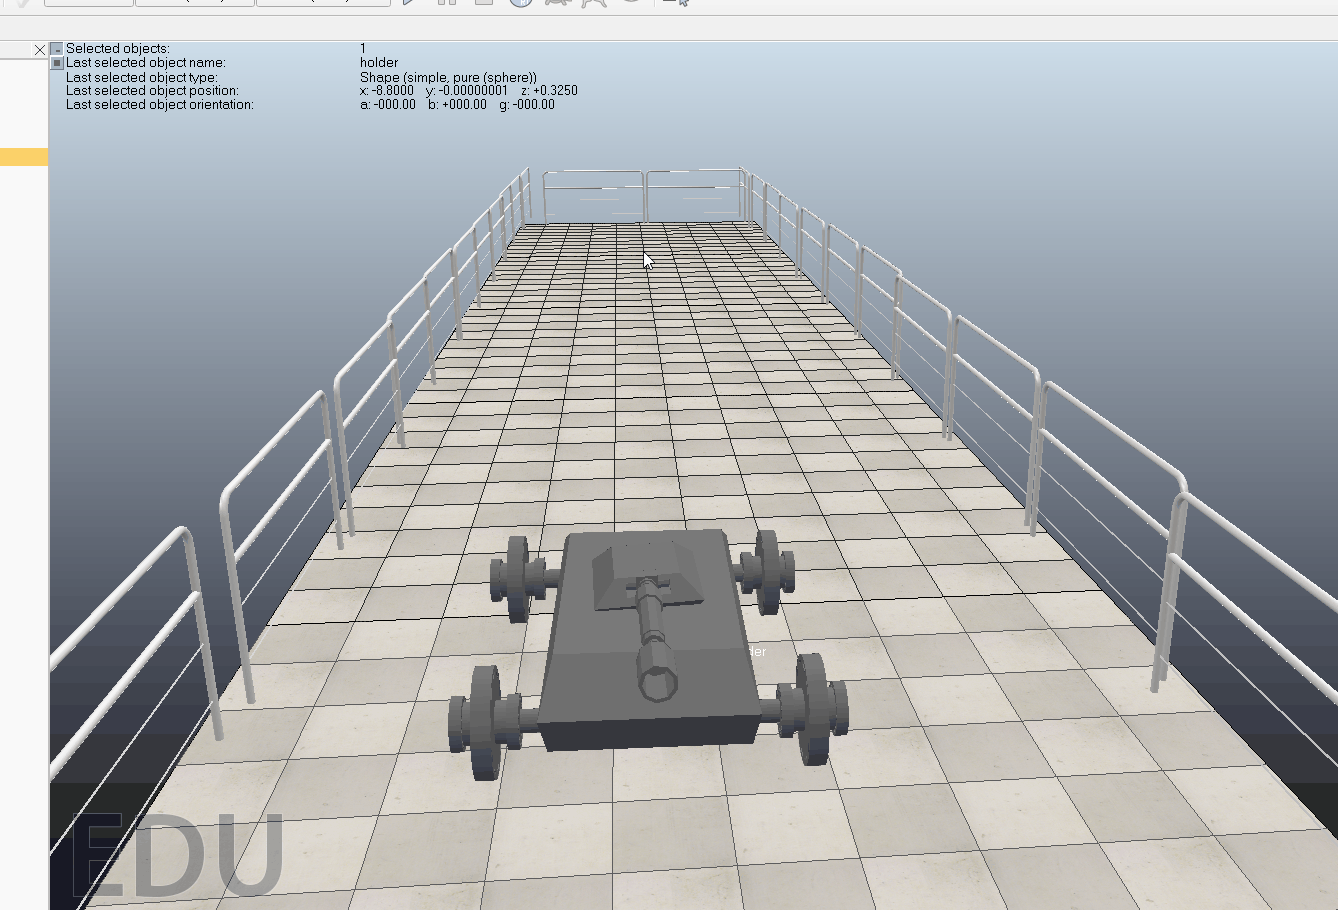 Selected objects: 1
Last selected object name: holder
Last selected object type: Shape (simple, pure (sphere))
Last selected object position: x: -8.8000 y: -0.00000001 z: +0.3250
Last selected object orientation: a: -000.00 b: +000.00 g: -000.00
der
EDU